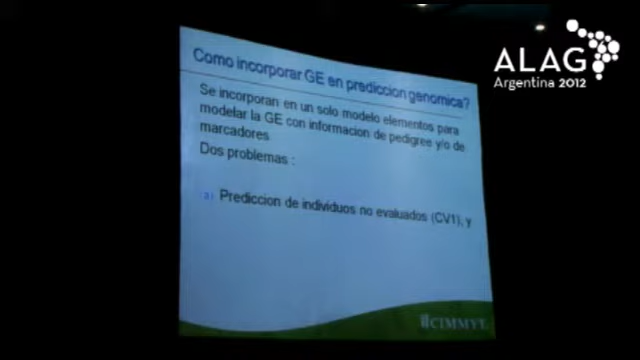 Como incorporar GE en prediccion genomica?
Se incorporan en un solo modelo elementos para
modelar la GE con informacion de pedigree y/o de
marcadores
Dos problemas :
a) Prediccion de individuos no evaluados (CV1), y
CIMMYT
ALAG
Argentina 2012